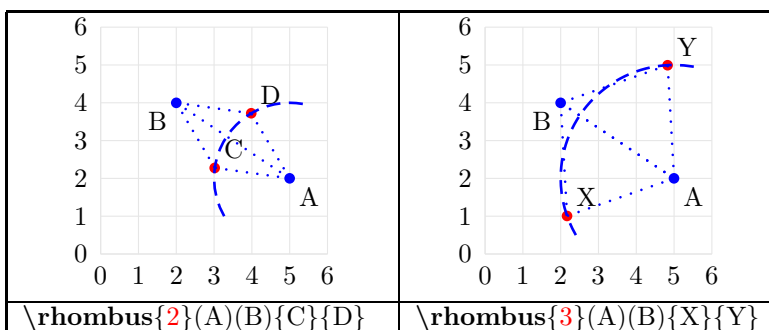 6
5
4
3
2
1
0
0 1 2 3 4 5 6
B
D
C
A
\rhombus{2}(A)(B){C}{D}
6
5
4
3
2
1
0
0 1 2 3 4 5 6
Y
B
X
A
\rhombus{3}(A)(B){X}{Y}